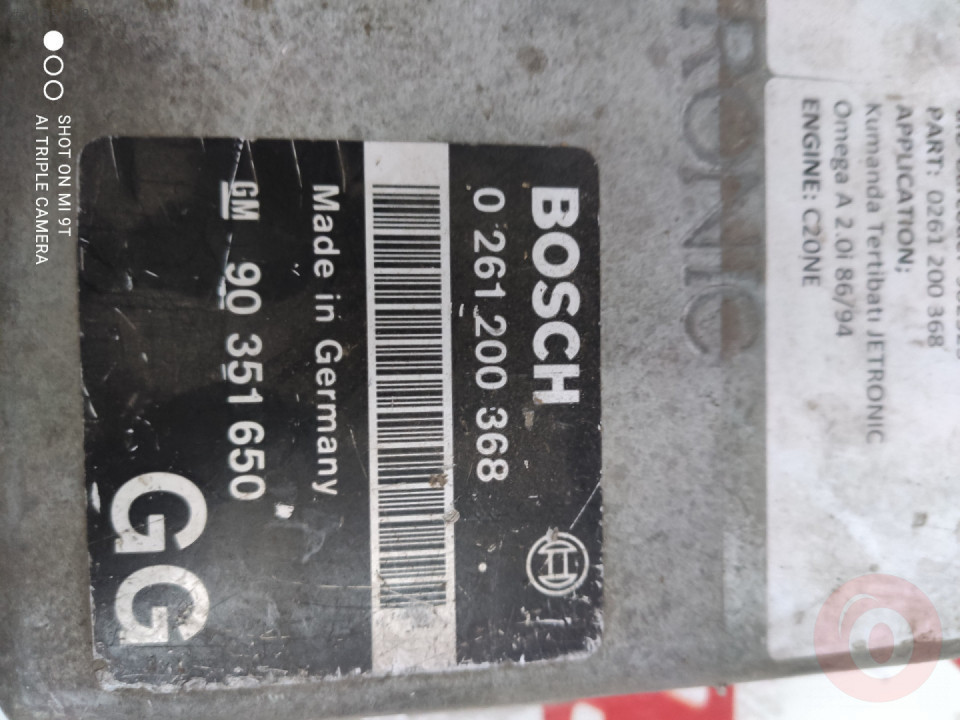 BOSCH
0 261 200 368
Made in Germany
GM 90 351 650
GG
RONIC
PART: 0261 200 368
APPLICATION;
Kumanda Tertibatı JETRONIC
Omega A 2.0i 86/94
ENGINE: C20NE
SHOT ON MI 9T
AI TRIPLE CAMERA